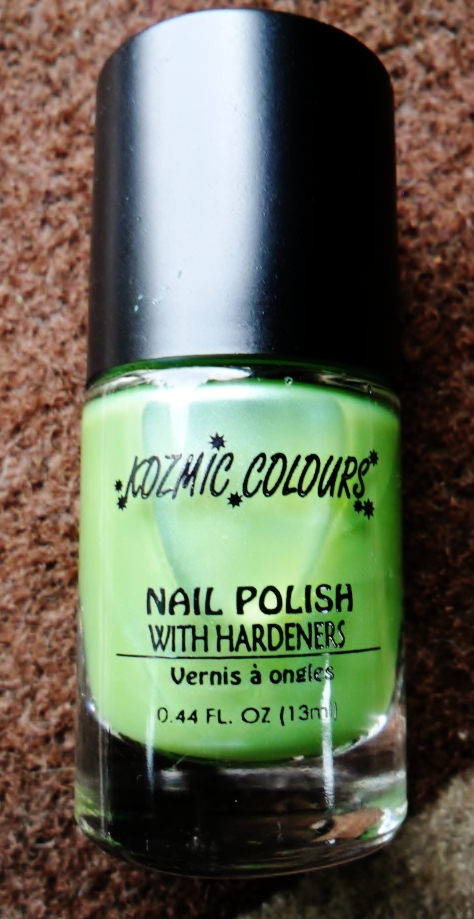 KOZMIC COLOURS
NAIL POLISH
WITH HARDENERS
Vernis à ongles
0.44 FL. OZ (13ml)